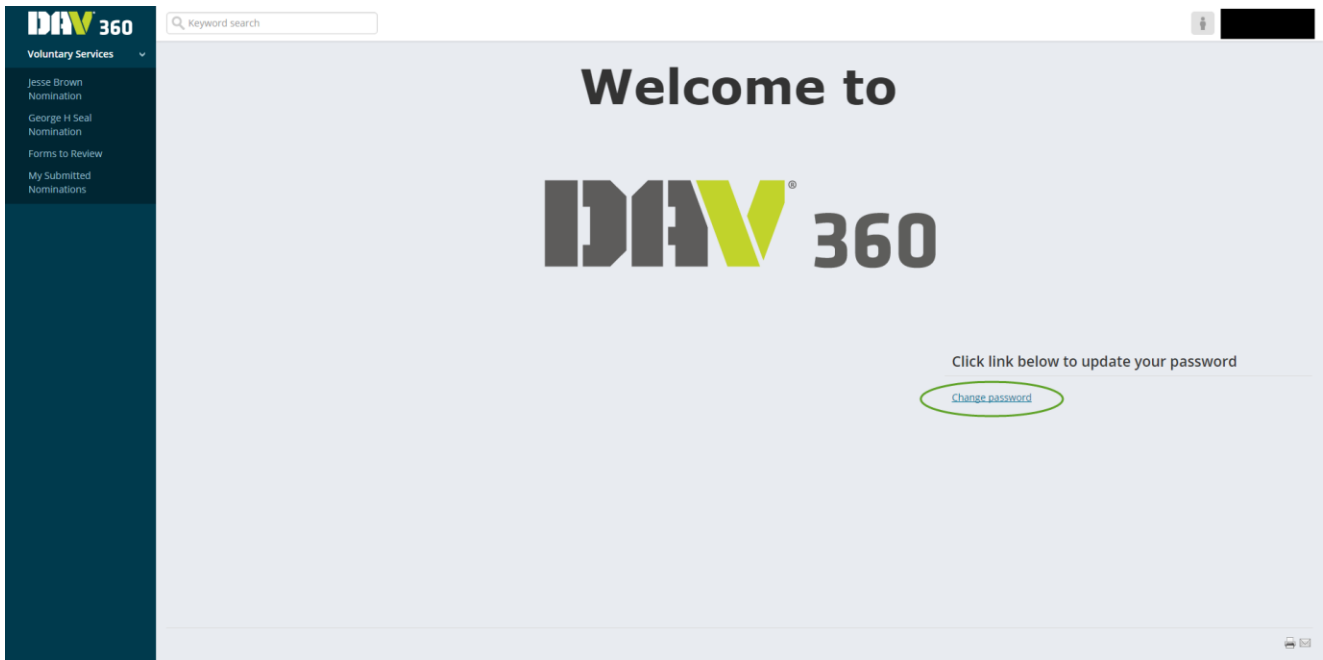 DAV 360
Keyword search
Voluntary Services
Jesse Brown
Nomination
George H Seal
Nomination
Forms to Review
My Submitted
Nominations
Welcome to
DAV® 360
Click link below to update your password
Change password